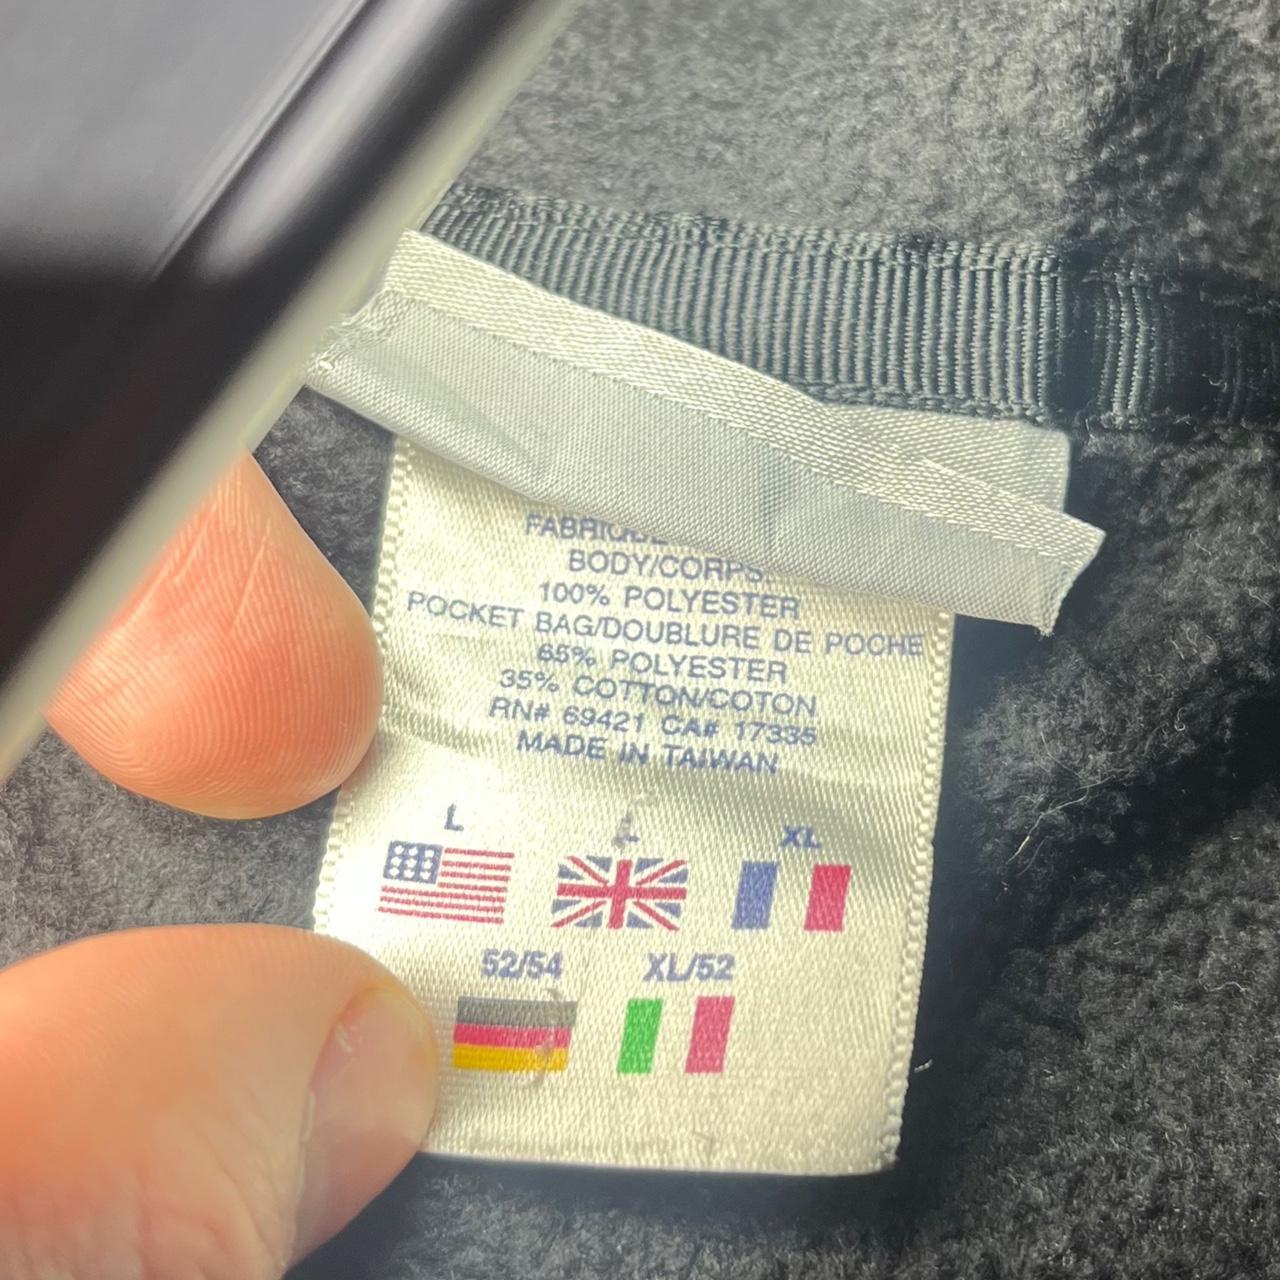 BODY/CORPS
100% POLYESTER
POCKET BAG/DOUBLURE DE POCHE
65% POLYESTER
35% COTTON/COTON
RN# 69421 CA# 17335
MADE IN TAIWAN
L L XL
52/54 XL/52